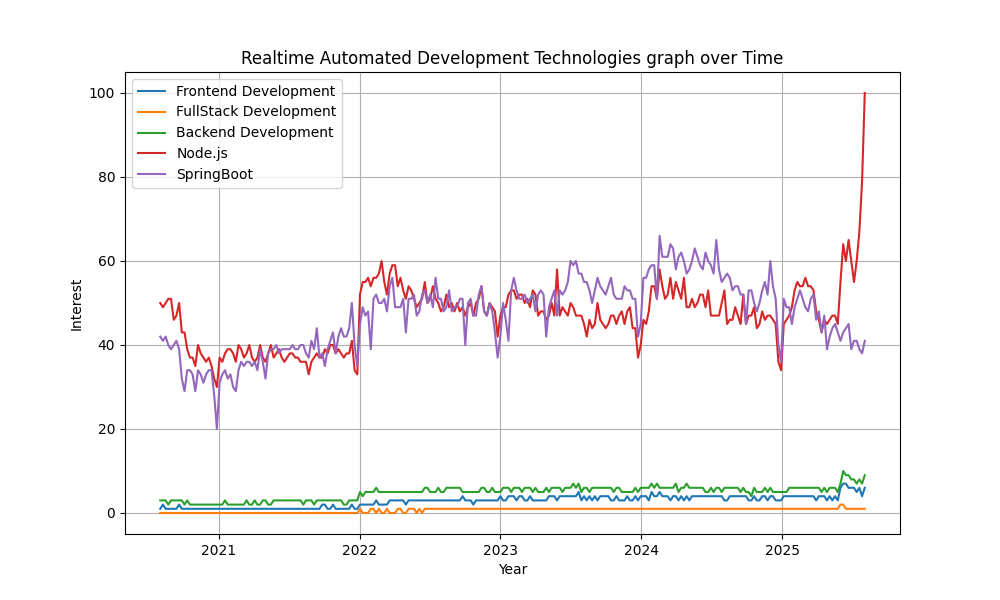 Realtime Automated Development Technologies graph over Time
Frontend Development
FullStack Development
Backend Development
Node.js
SpringBoot
100
80
60
40
20
0
Interest
2021 2022 2023 2024 2025
Year